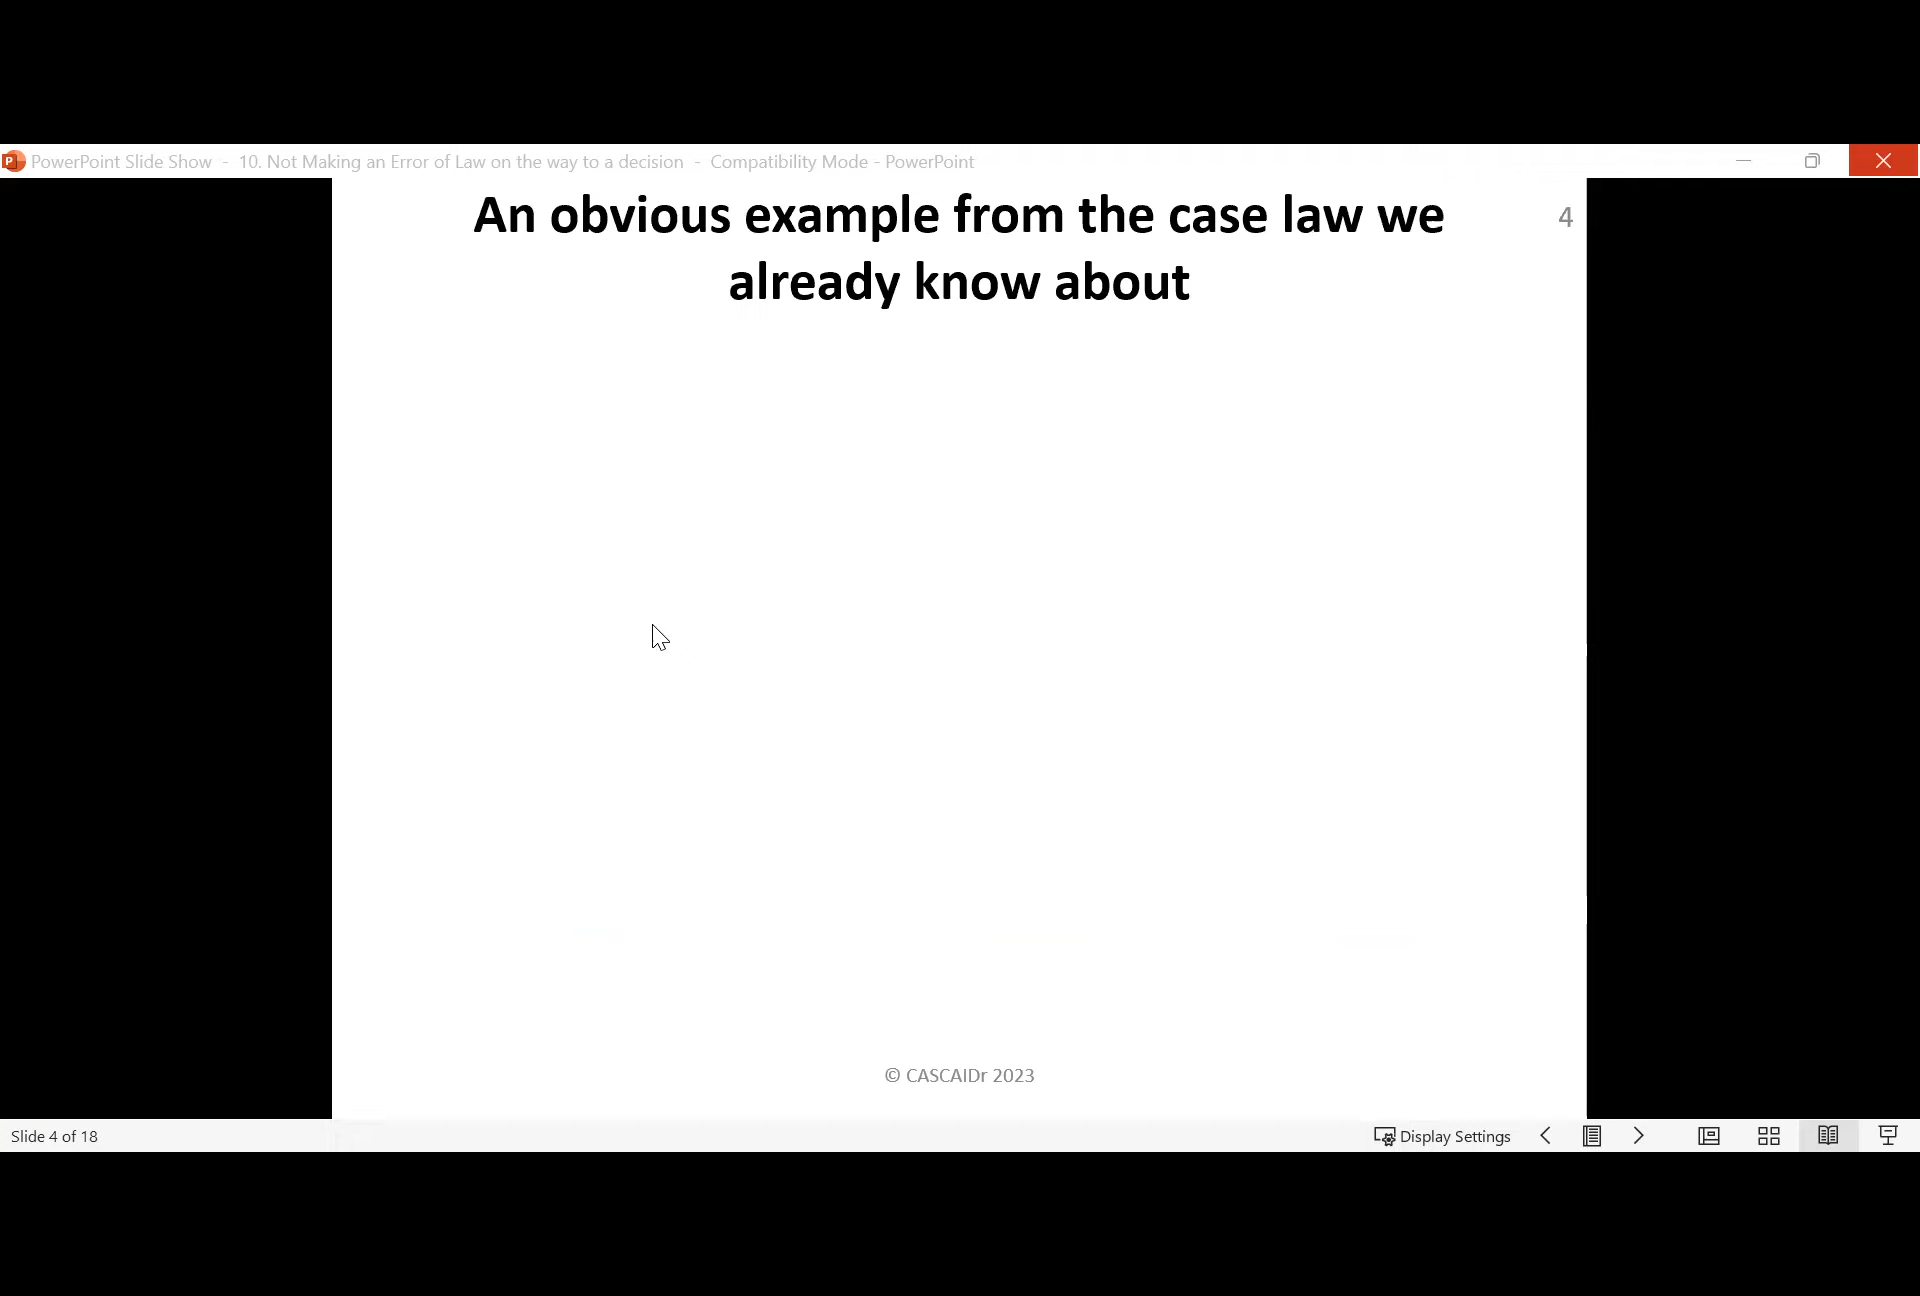 PowerPoint Slide Show - 10. Not Making an Error of Law on the way to a decision - Compatibility Mode - PowerPoint
An obvious example from the case law we
already know about
4
© CASCAIDr 2023
Slide 4 of 18
Display Settings